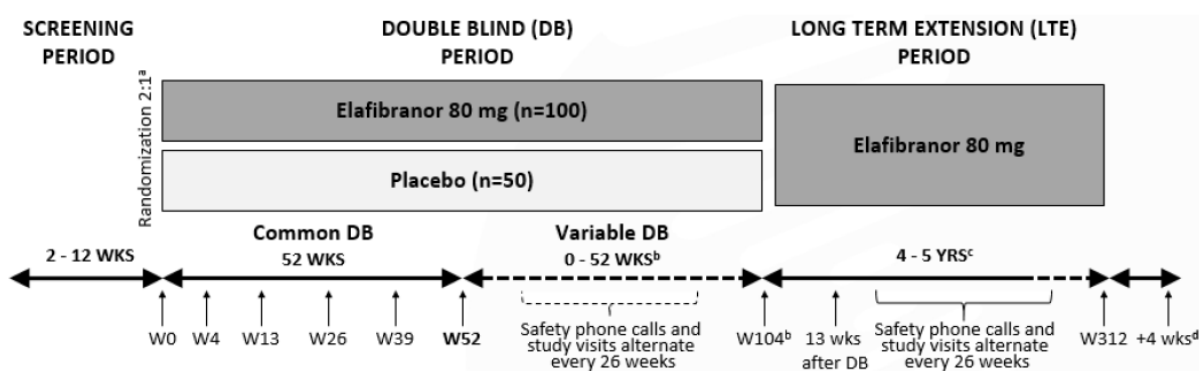 SCREENING
PERIOD
DOUBLE BLIND (DB)
PERIOD
LONG TERM EXTENSION (LTE)
PERIOD
Randomization 2:1ᵃ
Elafibranor 80 mg (n=100)
Placebo (n=50)
Elafibranor 80 mg
2 - 12 WKS
Common DB
52 WKS
Variable DB
0 - 52 WKSᵇ
4 - 5 YRSᶜ
W0
W4
W13
W26
W39
W52
Safety phone calls and
study visits alternate
every 26 weeks
W104ᵇ
13 wks
after DB
Safety phone calls and
study visits alternate
every 26 weeks
W312
+4 wksᵈ